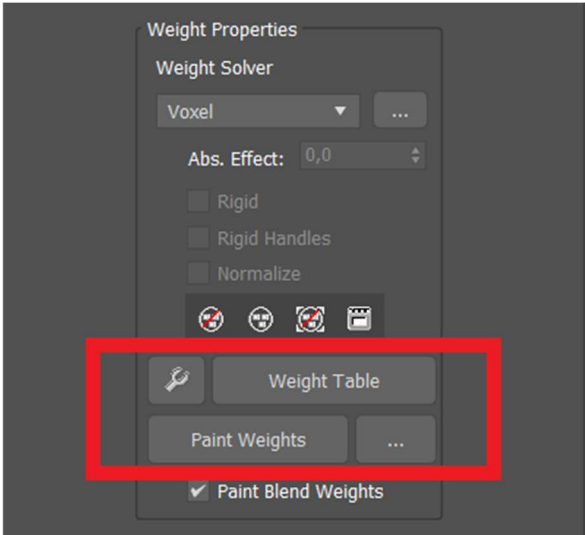 Weight Properties
Weight Solver
Voxel ...
Abs. Effect: 0,0
Rigid
Rigid Handles
Normalize
Weight Table
Paint Weights ...
Paint Blend Weights